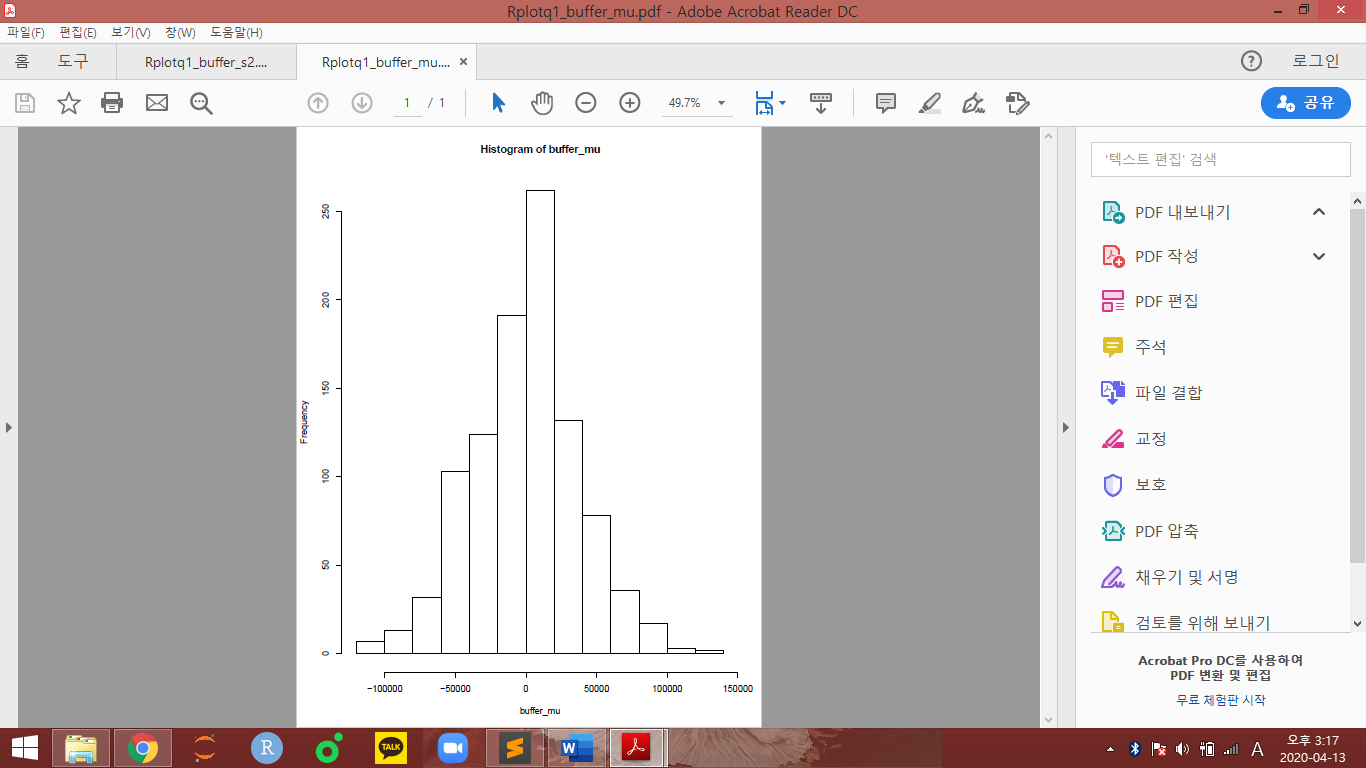 Rplotq1_buffer_mu.pdf - Adobe Acrobat Reader DC
파일(F) 편집(E) 보기(V) 창(W) 도움말(H)
홈 도구 Rplotq1_buffer_s2.... Rplotq1_buffer_mu.... × ? 로그인
1 / 1 49.7% 공유
Histogram of buffer_mu
250
200
150
100
50
0
Frequency
−100000 −50000 0 50000 100000 150000
buffer_mu
'텍스트 편집' 검색
PDF 내보내기
PDF 작성
PDF 편집
주석
파일 결합
교정
보호
PDF 압축
채우기 및 서명
검토를 위해 보내기
Acrobat Pro DC를 사용하여
PDF 변환 및 편집
무료 체험판 시작
R TALK W A
오후 3:17
2020-04-13